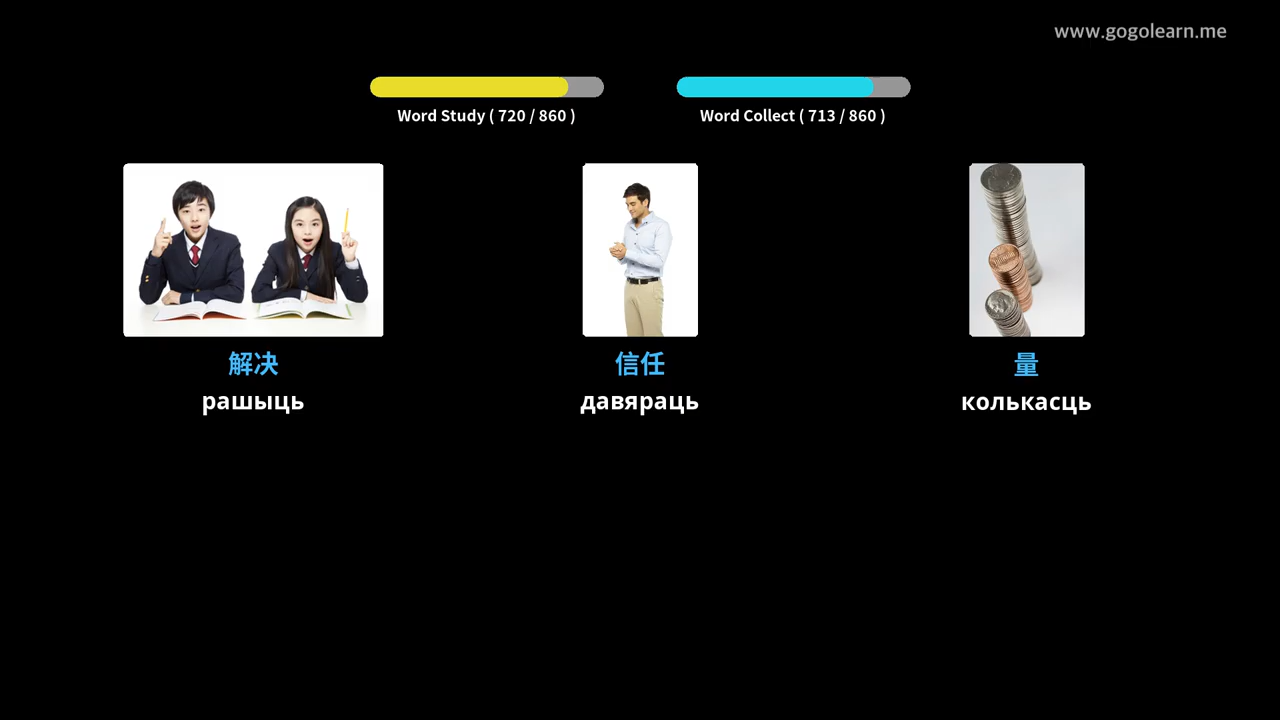 www.gogolearn.me
Word Study ( 720 / 860 )
Word Collect ( 713 / 860 )
解决
рашыць
信任
давяраць
量
колькасць